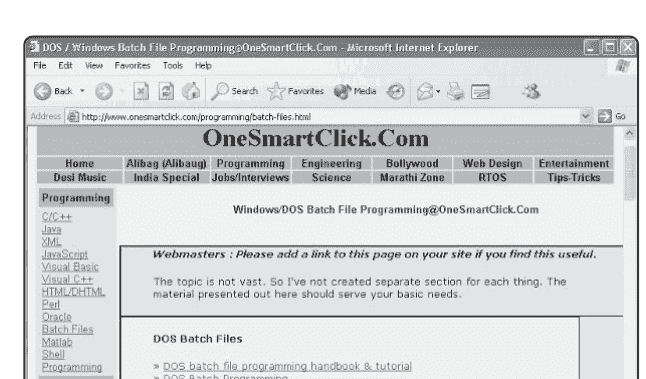 DOS / Windows Batch File Programming@OneSmartClick.Com - Microsoft Internet Explorer
File Edit View Favorites Tools Help
Back Search Favorites Media
Address http://www.onesmartclick.com/programming/batch-files.html Go
OneSmartClick.Com
Home Alibag (Alibaug) Programming Engineering Bollywood Web Design Entertainment
Desi Music India Special Jobs/Interviews Science Marathi Zone RTOS Tips-Tricks
Programming
C/C++
Java
XML
JavaScript
Visual Basic
Visual C++
HTML/DHTML
Perl
Oracle
Batch Files
Matlab
Shell
Programming
Windows/DOS Batch File Programming@OneSmartClick.Com
Webmasters : Please add a link to this page on your site if you find this useful.
The topic is not vast. So I've not created separate section for each thing. The
material presented out here should serve your basic needs.
DOS Batch Files
» DOS batch file programming handbook & tutorial
» DOS Batch Programming